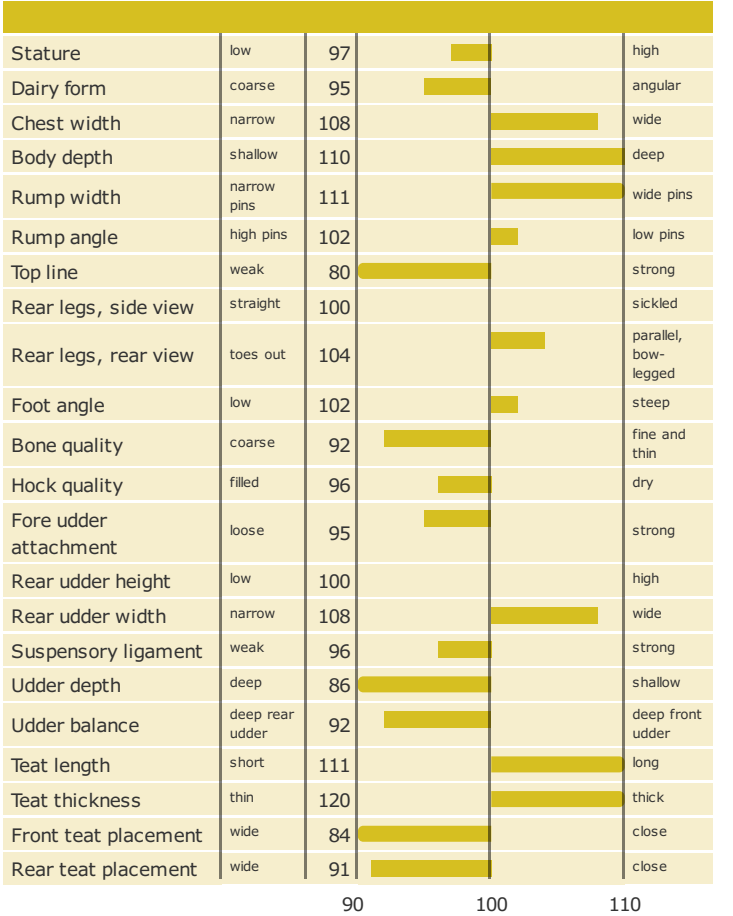 Stature low 97 high
Dairy form coarse 95 angular
Chest width narrow 108 wide
Body depth shallow 110 deep
Rump width narrow pins 111 wide pins
Rump angle high pins 102 low pins
Top line weak 80 strong
Rear legs, side view straight 100 sickled
Rear legs, rear view toes out 104 parallel, bow-legged
Foot angle low 102 steep
Bone quality coarse 92 fine and thin
Hock quality filled 96 dry
Fore udder attachment loose 95 strong
Rear udder height low 100 high
Rear udder width narrow 108 wide
Suspensory ligament weak 96 strong
Udder depth deep 86 shallow
Udder balance deep rear udder 92 deep front udder
Teat length short 111 long
Teat thickness thin 120 thick
Front teat placement wide 84 close
Rear teat placement wide 91 close
90 100 110